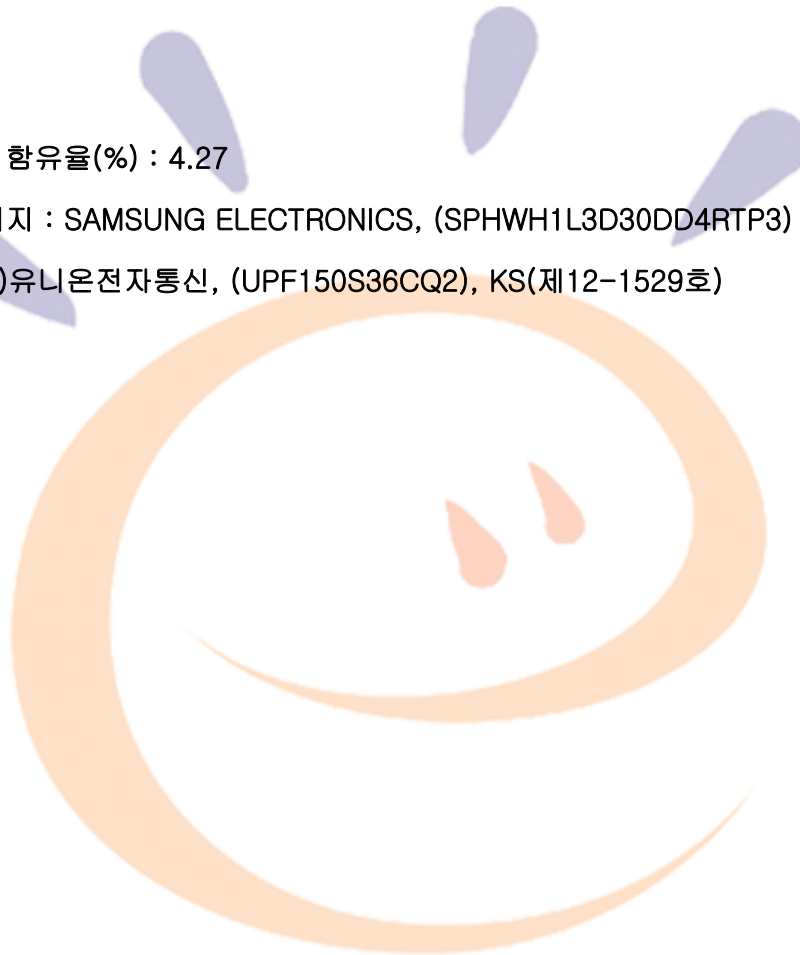 함유율(%) : 4.27
지 : SAMSUNG ELECTRONICS, (SPHWH1L3D30DD4RTP3)
)유니온전자통신, (UPF150S36CQ2), KS(제12-1529호)